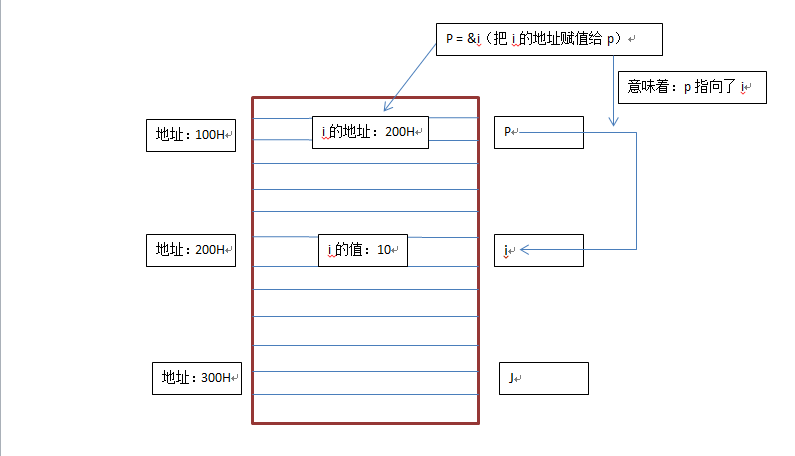 P = &i（把 i 的地址赋值给 p）
意味着：p 指向了 i
地址：100H
i 的地址：200H
P
地址：200H
i 的值：10
i
地址：300H
J